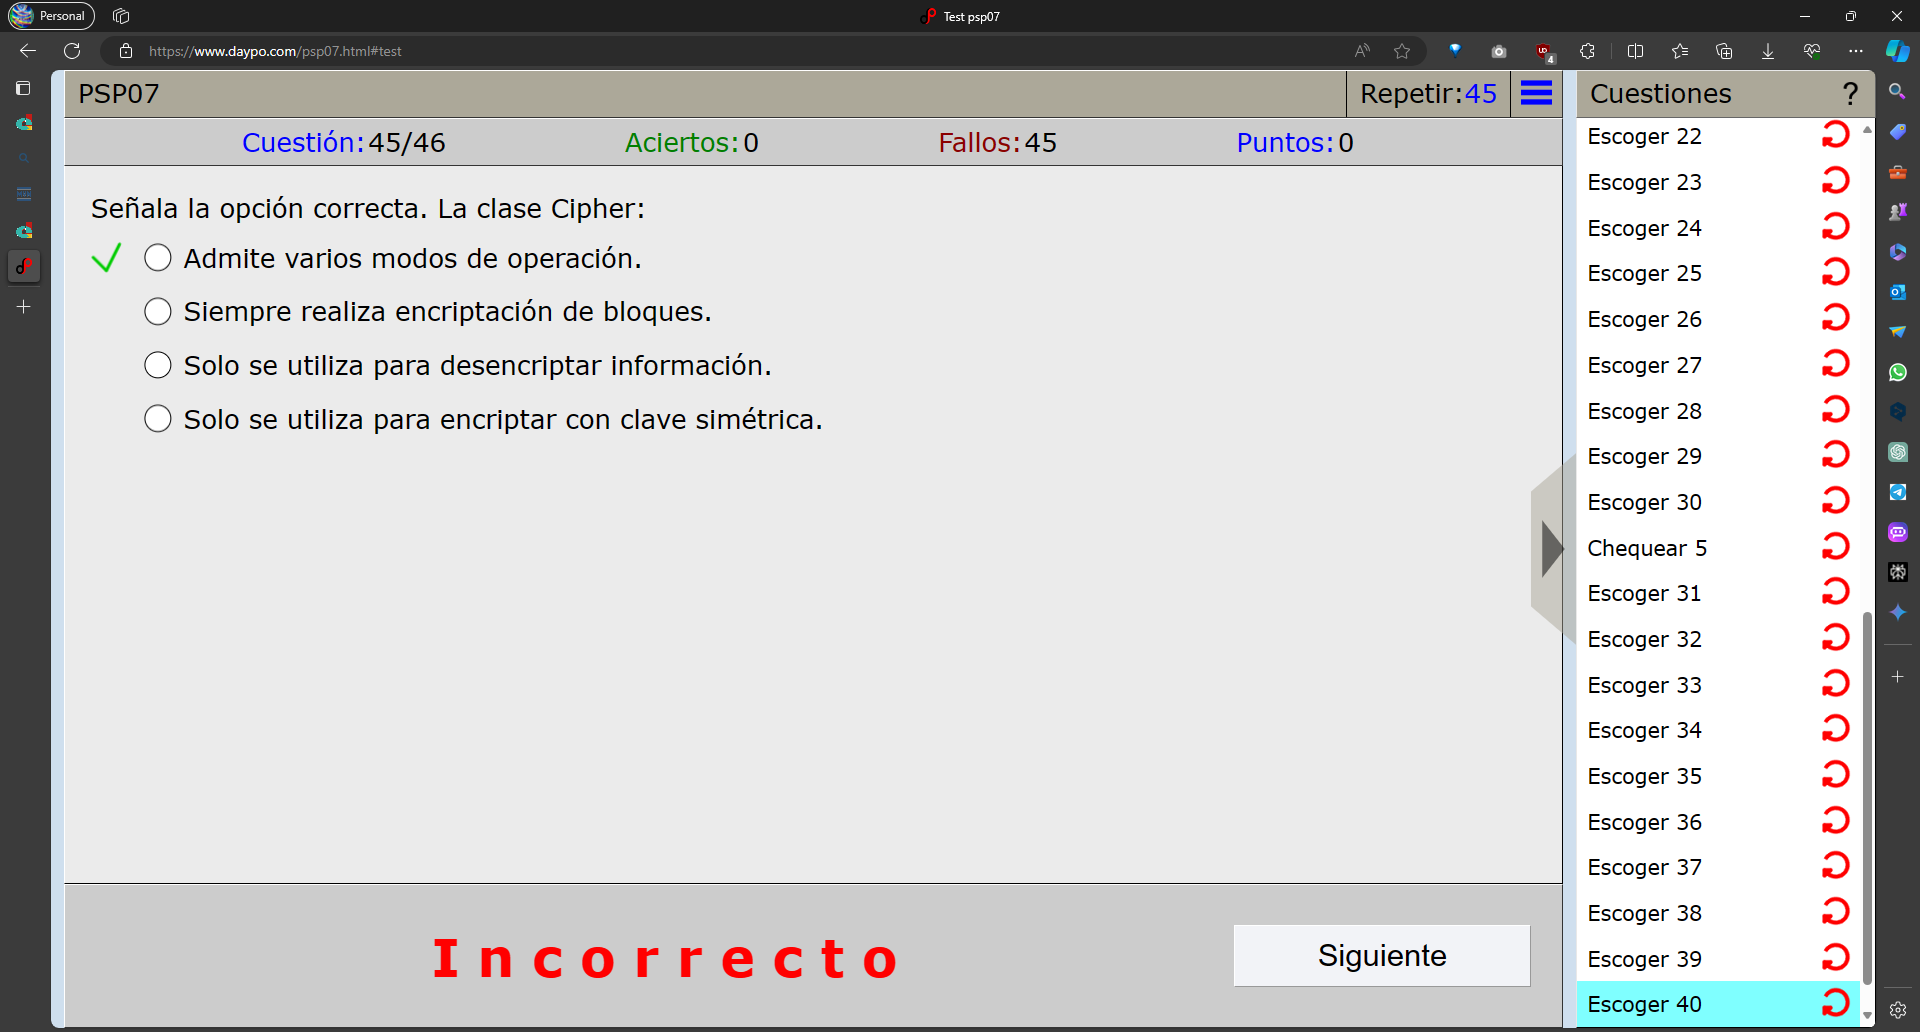 Personal
Test psp07
https://www.daypo.com/psp07.html#test
4
PSP07
Repetir:45
Cuestiones
?
Cuestión:45/46
Aciertos:0
Fallos:45
Puntos:0
Señala la opción correcta. La clase Cipher:
Admite varios modos de operación.
Siempre realiza encriptación de bloques.
Solo se utiliza para desencriptar información.
Solo se utiliza para encriptar con clave simétrica.
Incorrecto
Siguiente
Escoger 22
Escoger 23
Escoger 24
Escoger 25
Escoger 26
Escoger 27
Escoger 28
Escoger 29
Escoger 30
Chequear 5
Escoger 31
Escoger 32
Escoger 33
Escoger 34
Escoger 35
Escoger 36
Escoger 37
Escoger 38
Escoger 39
Escoger 40